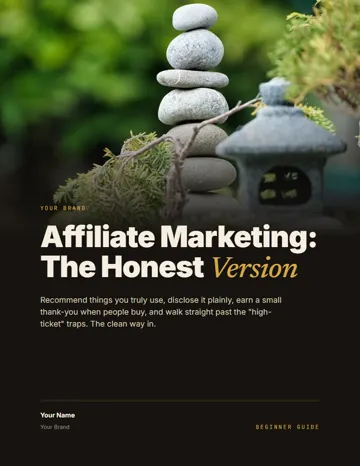 YOUR BRAND
Affiliate Marketing:
The Honest Version
Recommend things you truly use, disclose it plainly, earn a small
thank-you when people buy, and walk straight past the "high-
ticket" traps. The clean way in.
Your Name
Your Brand
BEGINNER GUIDE